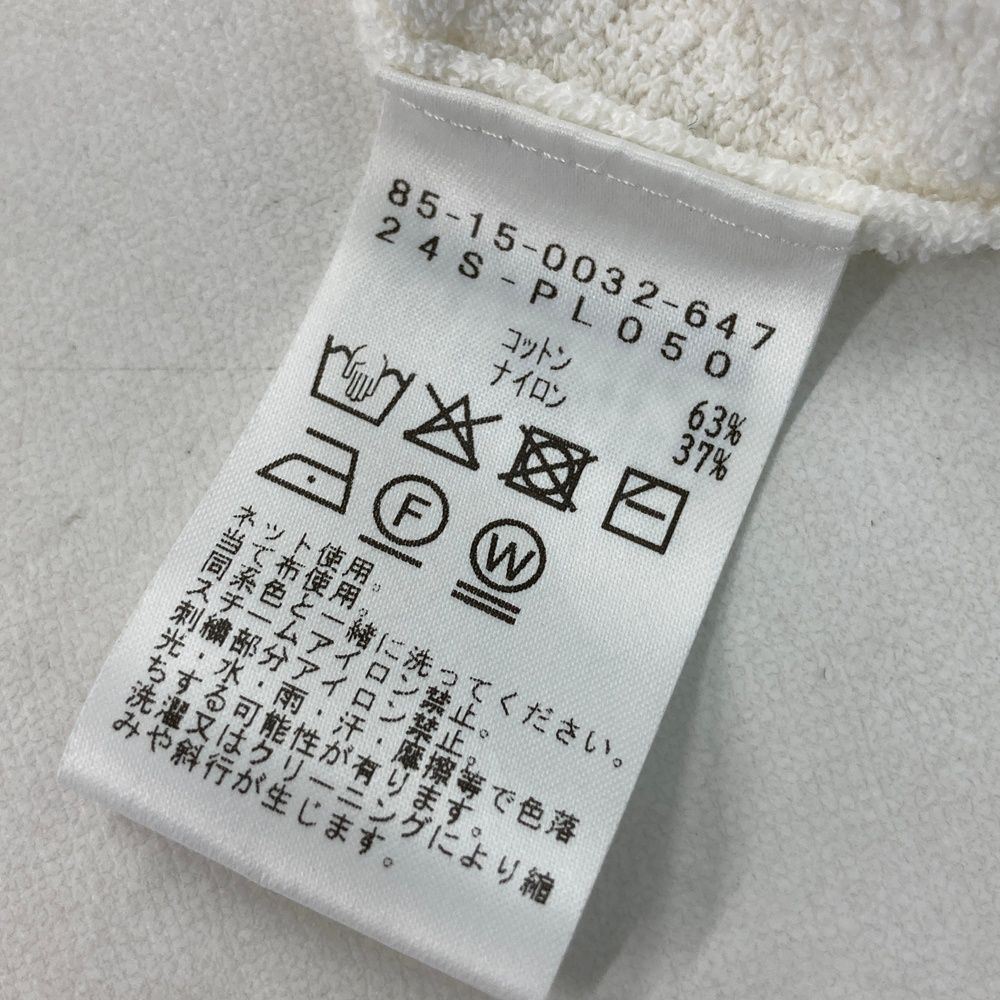 85-15-0032-647
24S-PL050
コットン 63%
ナイロン 37%
F
W
ネット使用。
当て布使用。
同系色と一緒に洗ってください。
スチームアイロン禁止。
刺繍部分アイロン禁止。
光・水・雨・汗・摩擦等で色落
ちする可能性が有ります。
洗濯又はクリーニングにより縮
みや斜行が生じます。